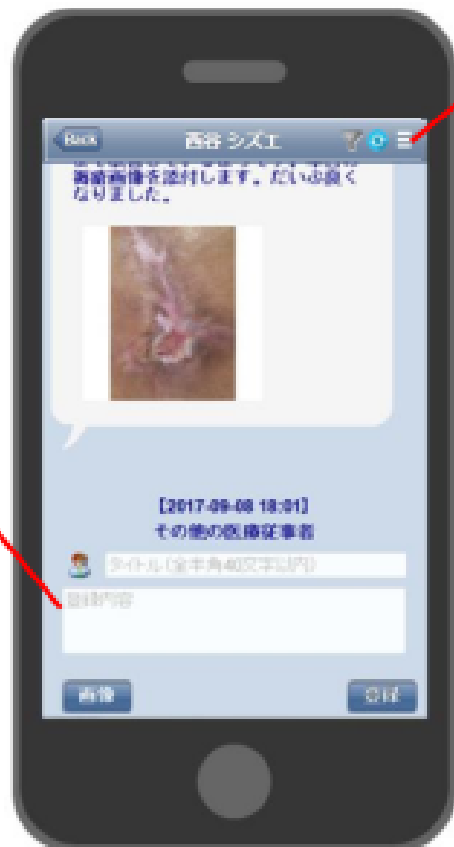 Back
西谷 シズエ
褥瘡画像を添付します。だいぶ良く
なりました。
【2017-09-08 18:01】
その他の医療従事者
タイトル(全半角40文字以内)
登録内容
画像
登録